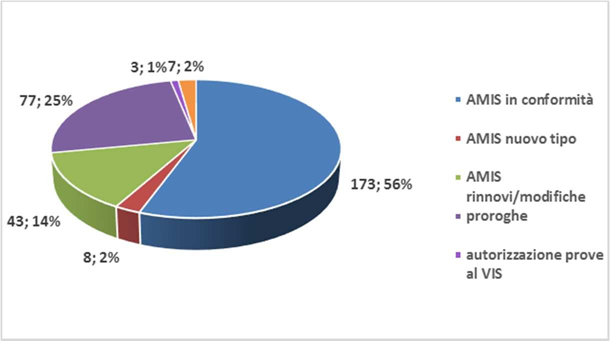 3; 1%
7; 2%
77; 25%
173; 56%
43; 14%
8; 2%
AMIS in conformità
AMIS nuovo tipo
AMIS
rinnovi/modifiche
proroghe
autorizzazione prove
al VIS